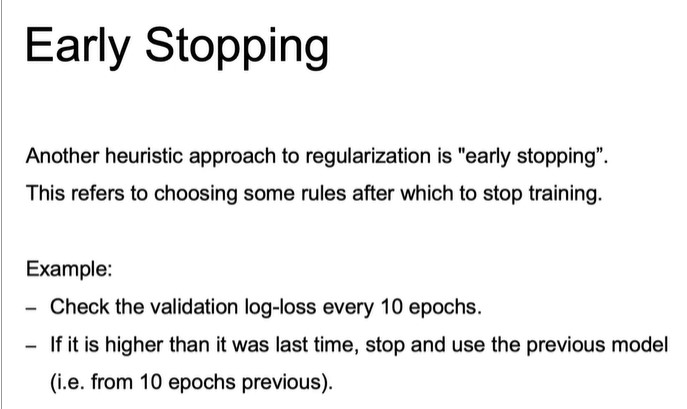 Early Stopping
Another heuristic approach to regularization is "early stopping”.
This refers to choosing some rules after which to stop training.
Example:
– Check the validation log-loss every 10 epochs.
– If it is higher than it was last time, stop and use the previous model
(i.e. from 10 epochs previous).